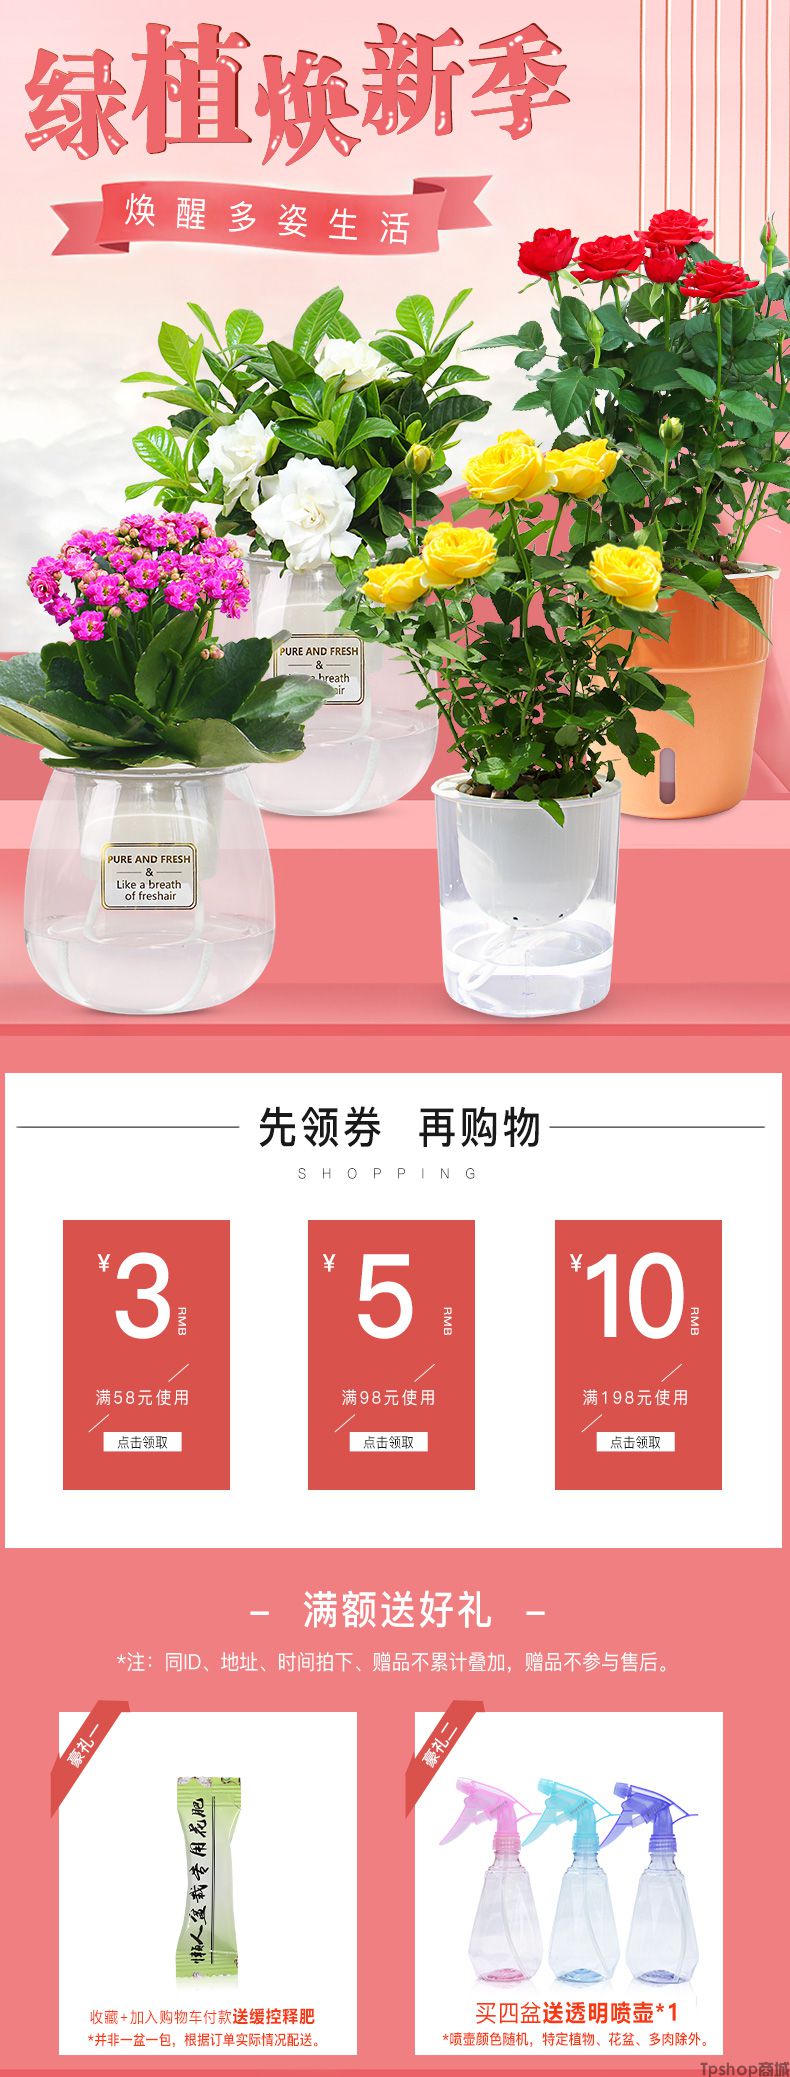 绿植焕新季
焕醒多姿生活
PURE AND FRESH
&
breath
air
PURE AND FRESH
&
Like a breath
of freshair
先领券 再购物
SHOPPING
¥3 RMB
满58元使用
点击领取
¥5 RMB
满98元使用
点击领取
¥10 RMB
满198元使用
点击领取
- 满额送好礼 -
*注：同ID、地址、时间拍下、赠品不累计叠加，赠品不参与售后。
豪礼一
懒人盆栽专用花肥
收藏+加入购物车付款送缓控释肥
*并非一盆一包，根据订单实际情况配送。
豪礼二
买四盆送透明喷壶*1
*喷壶颜色随机，特定植物、花盆、多肉除外。
Tpshop商城